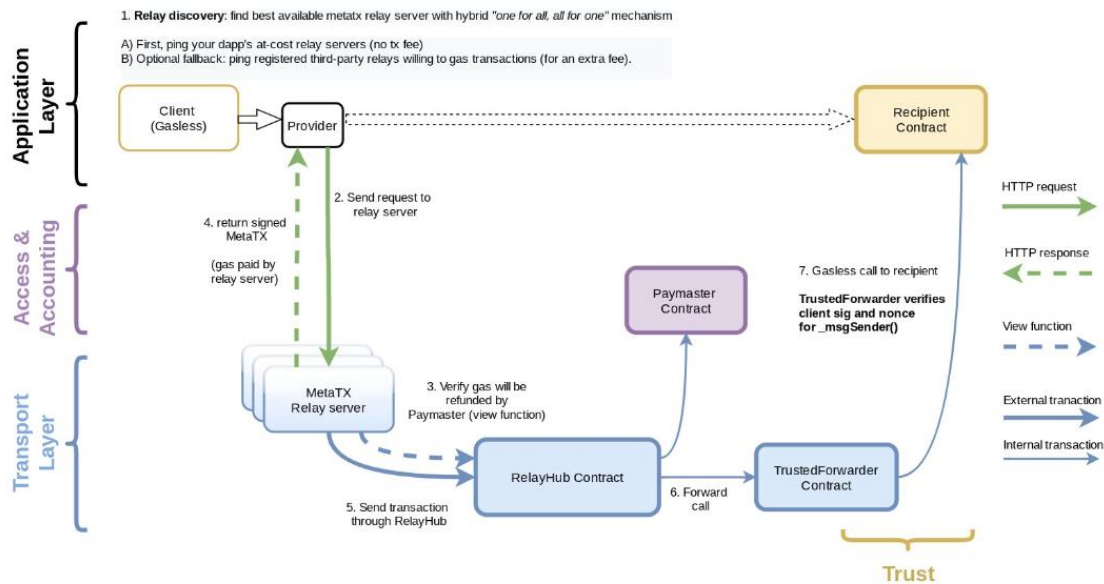 1. Relay discovery: find best available metatx relay server with hybrid "one for all, all for one" mechanism
A) First, ping your dapp's at-cost relay servers (no tx fee)
B) Optional fallback: ping registered third-party relays willing to gas transactions (for an extra fee).
Application
Layer
Client
(Gasless)
Provider
Recipient
Contract
2. Send request to
relay server
4. return signed
MetaTX
(gas paid by
relay server)
Access &
Accounting
Paymaster
Contract
7. Gasless call to recipient
TrustedForwarder verifies
client sig and nonce
for _msgSender()
HTTP request
HTTP response
View function
External tranaction
Internal transaction
Transport
Layer
MetaTX
Relay server
3. Verify gas will be
refunded by
Paymaster (view function)
RelayHub Contract
TrustedForwarder
Contract
5. Send transaction
through RelayHub
6. Forward
call
Trust